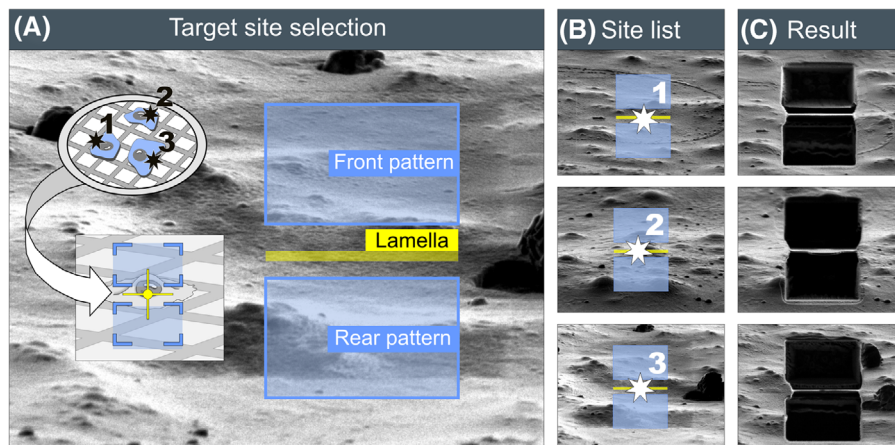 (A) Target site selection
1
2
3
Front pattern
Lamella
Rear pattern
(B) Site list
1
2
3
(C) Result